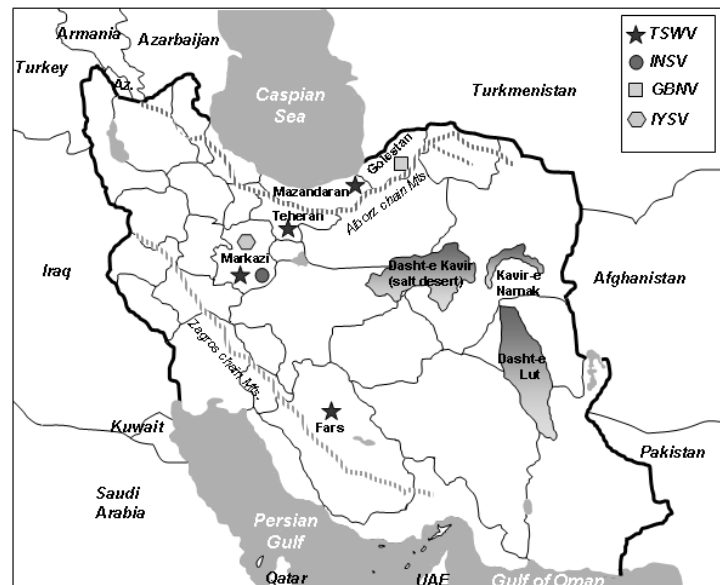 Armania
Azarbaijan
Turkey
Az.
Caspian
Sea
Turkmenistan
TSWV
INSV
GBNV
IYSV
Golestan
Mazandaran
Alborz chain Mts.
Teheran
Markazi
Iraq
Dasht-e Kavir
(salt desert)
Kavir-e
Namak
Afghanistan
Zagros chain Mts.
Dasht-e
Lut
Fars
Kuwait
Pakistan
Saudi
Arabia
Persian
Gulf
Qatar
UAE
Gulf of Oman